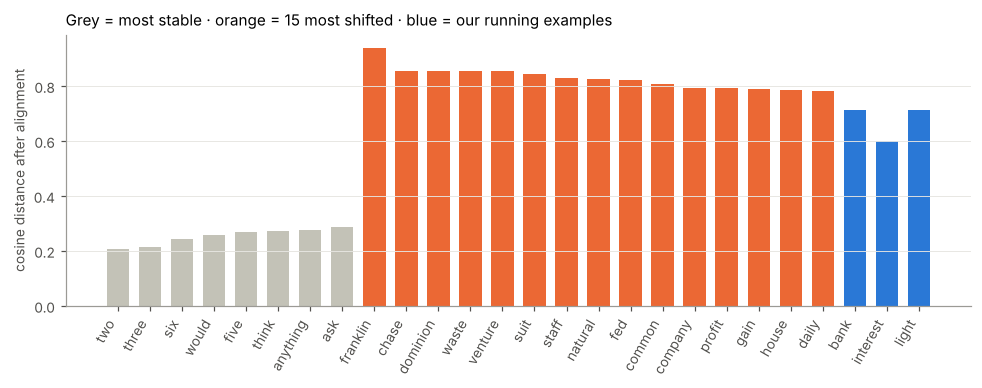 Grey = most stable · orange = 15 most shifted · blue = our running examples
cosine distance after alignment
0.8
0.6
0.4
0.2
0.0
two
three
six
would
five
think
anything
ask
franklin
chase
dominion
waste
venture
suit
staff
natural
fed
common
company
profit
gain
house
daily
bank
interest
light